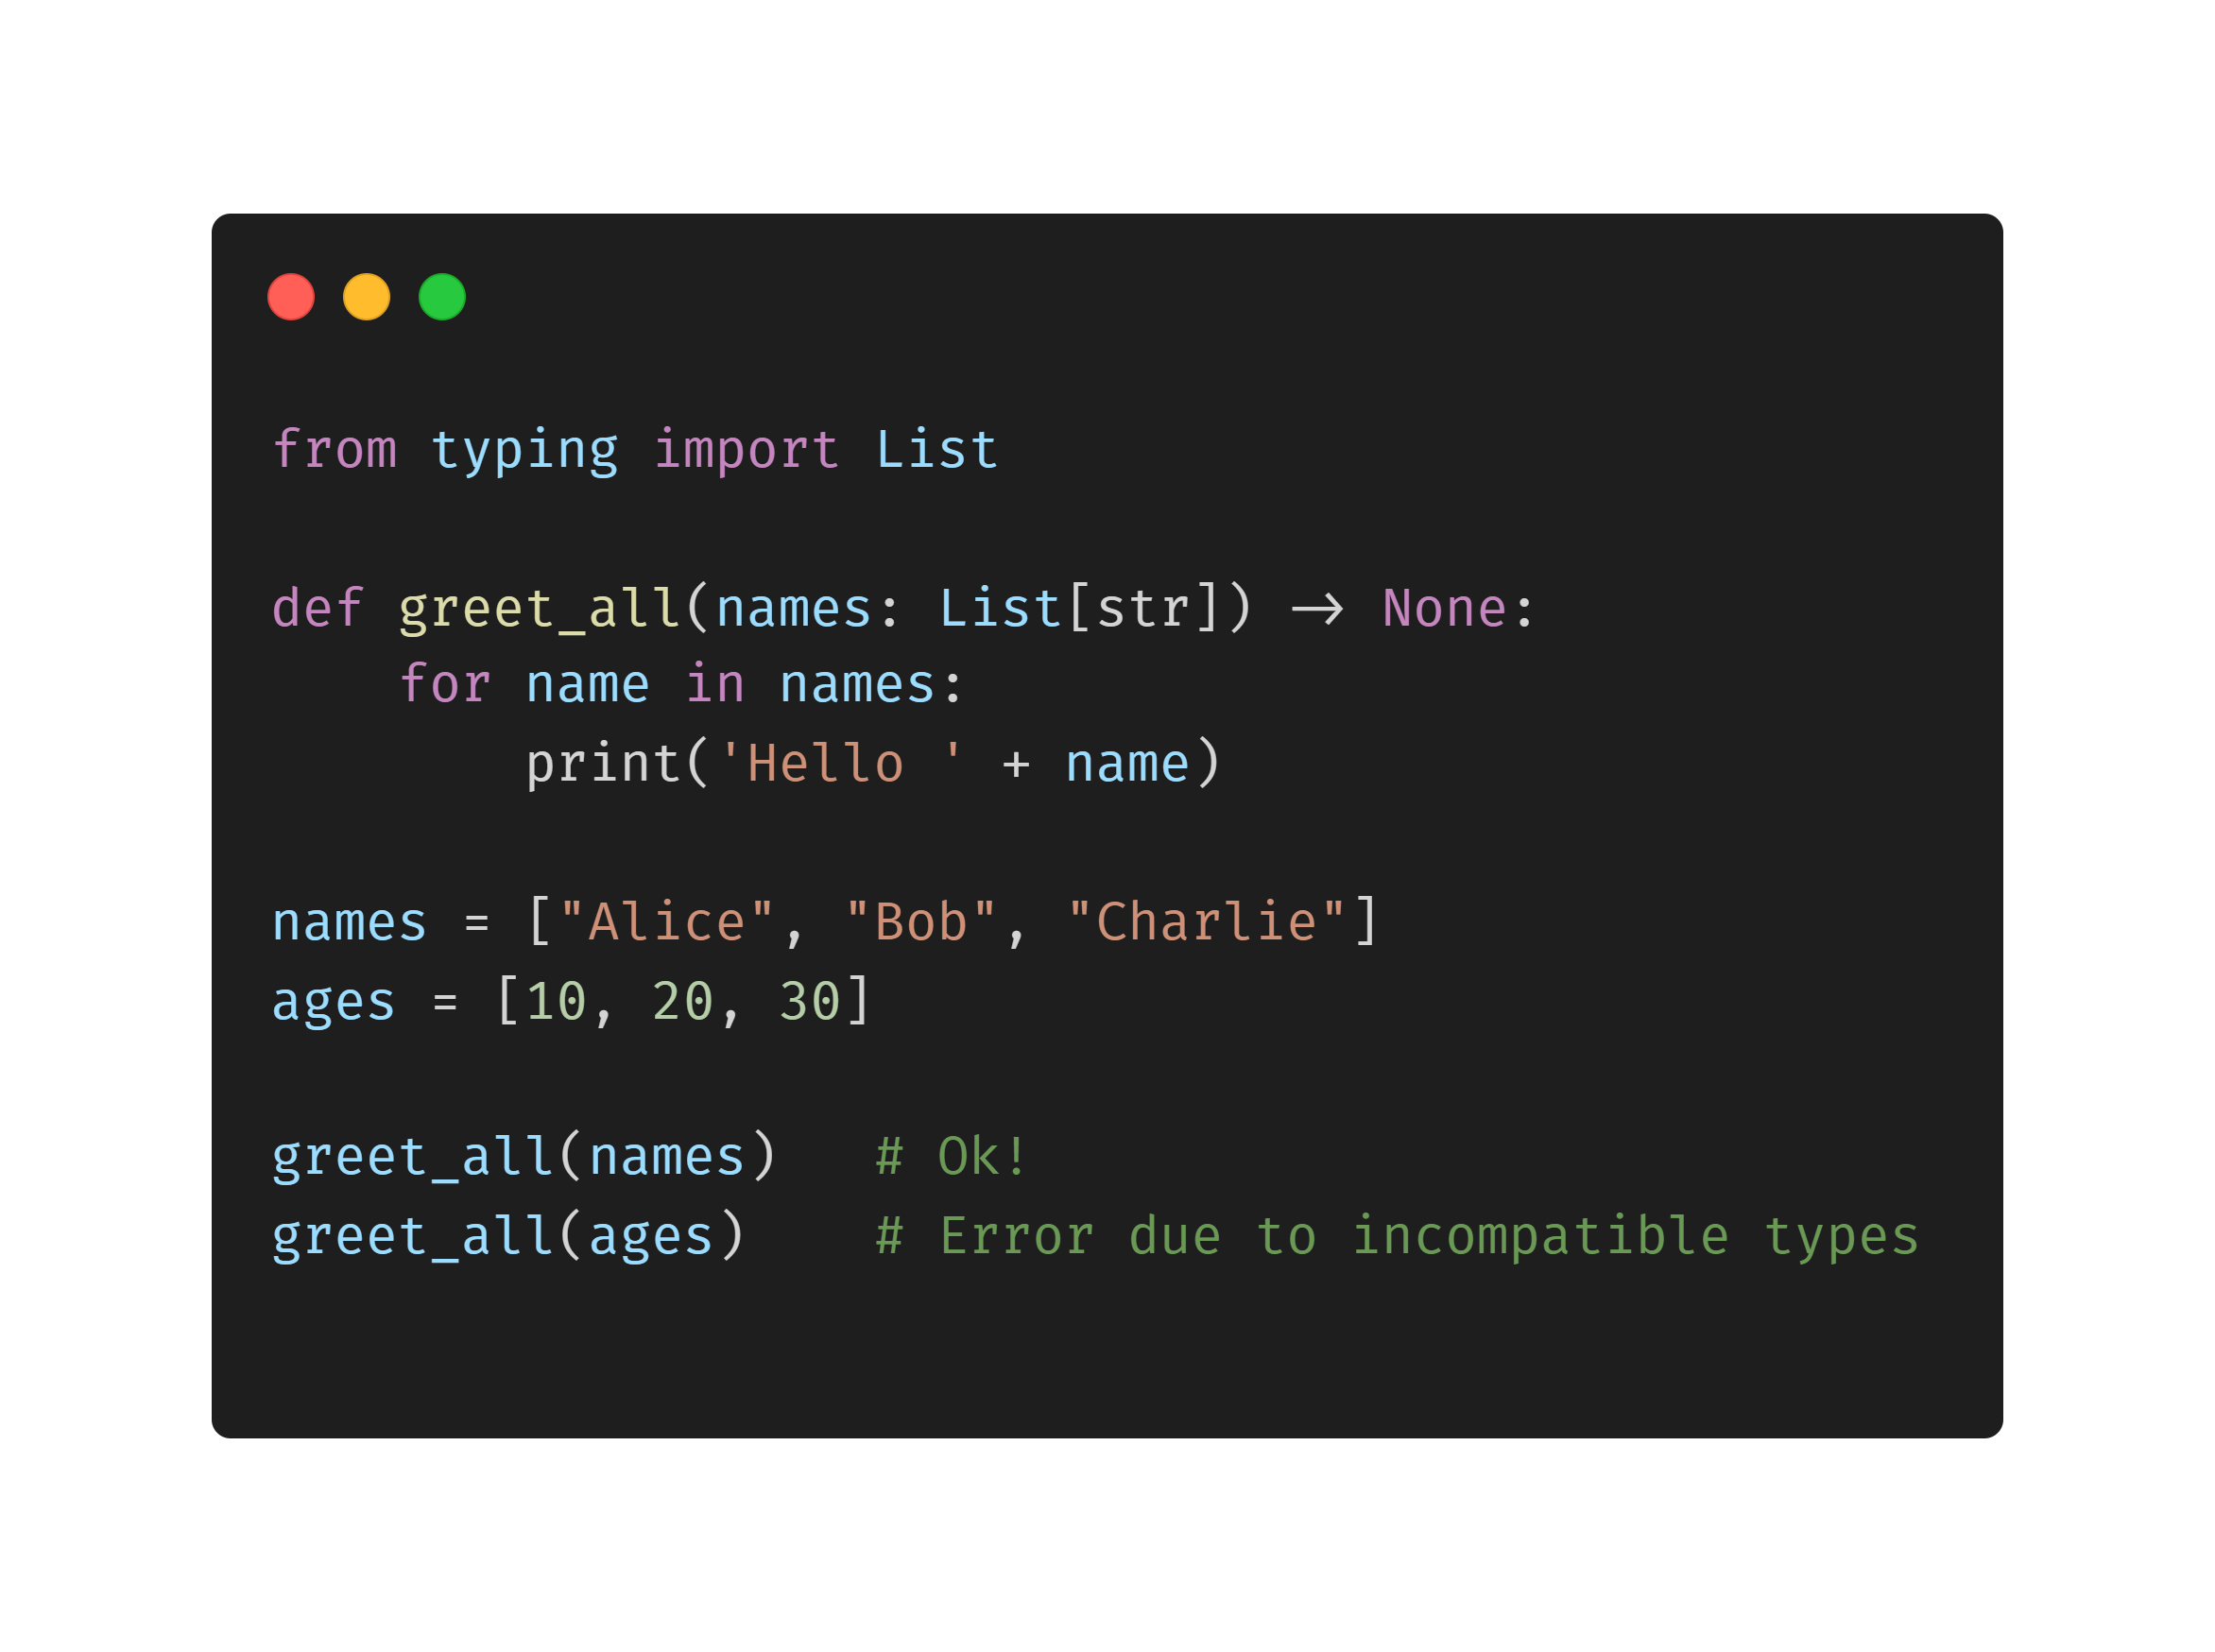 from typing import List

def greet_all(names: List[str]) -> None:
    for name in names:
        print('Hello ' + name)

names = ["Alice", "Bob", "Charlie"]
ages = [10, 20, 30]

greet_all(names)   # Ok!
greet_all(ages)    # Error due to incompatible types